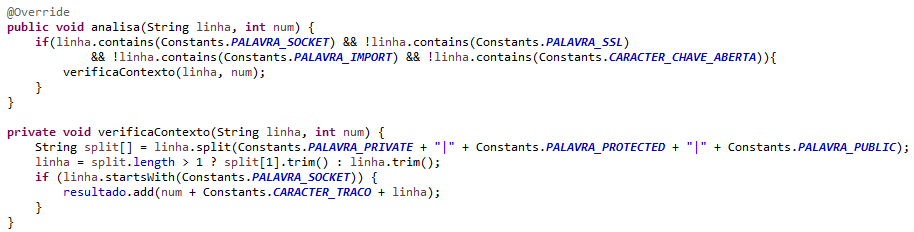 @Override
public void analisa(String linha, int num) {
    if(linha.contains(Constants.PALAVRA_SOCKET) && !linha.contains(Constants.PALAVRA_SSL)
            && !linha.contains(Constants.PALAVRA_IMPORT) && !linha.contains(Constants.CARACTER_CHAVE_ABERTA)){
        verificaContexto(linha, num);
    }
}

private void verificaContexto(String linha, int num) {
    String split[] = linha.split(Constants.PALAVRA_PRIVATE + "|" + Constants.PALAVRA_PROTECTED + "|" + Constants.PALAVRA_PUBLIC);
    linha = split.length > 1 ? split[1].trim() : linha.trim();
    if (linha.startsWith(Constants.PALAVRA_SOCKET)) {
        resultado.add(num + Constants.CARACTER_TRACO + linha);
    }
}